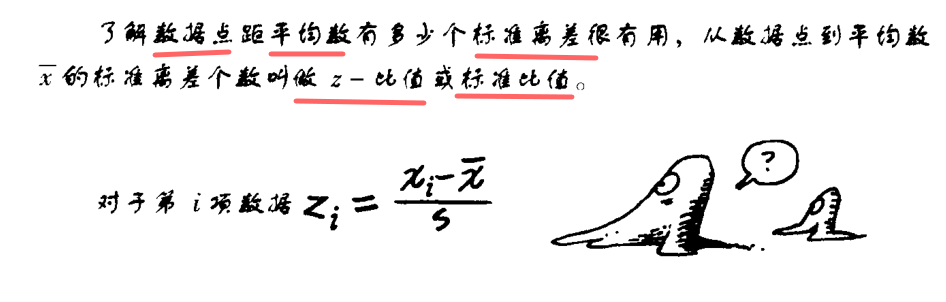 了解数据点距平均数有多少个标准离差很有用，从数据点到平均数
x̄ 的标准离差个数叫做 z－比值或标准比值。
?
对于第 i 项数据 zᵢ = (xᵢ－x̄)/s